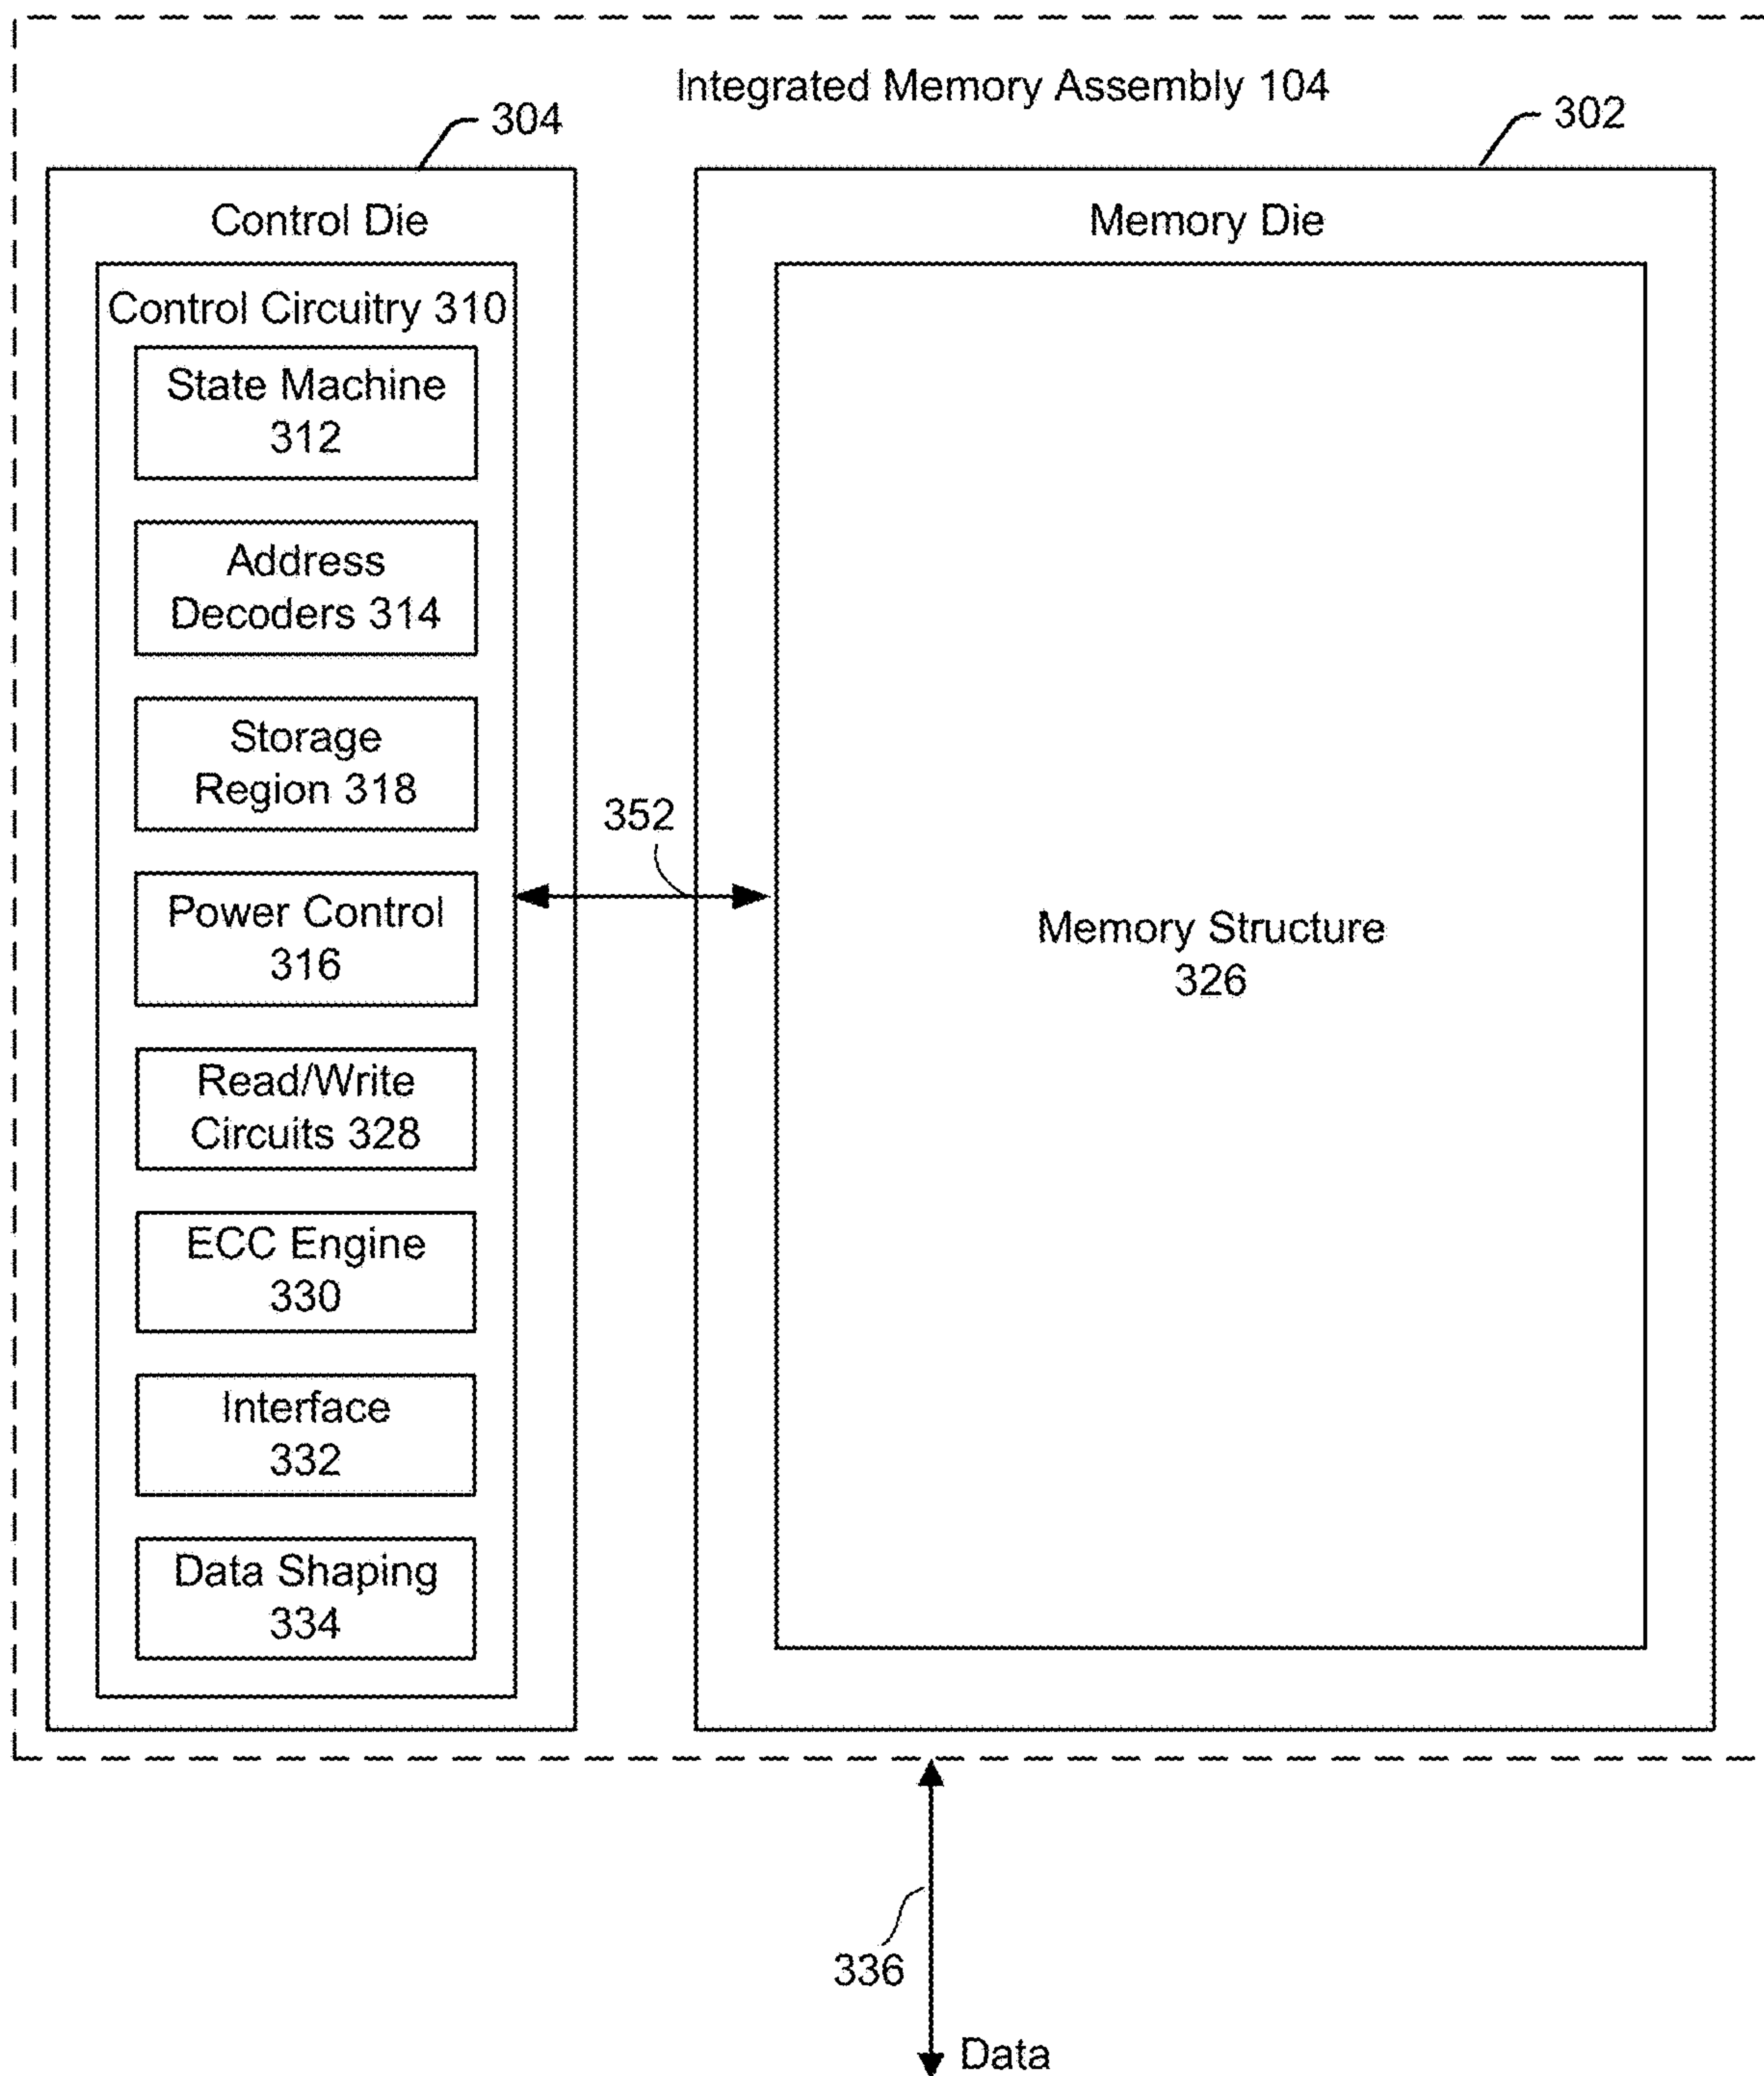 Integrated Memory Assembly 104
304
302
Control Die
Control Circuitry 310
State Machine
312
Address
Decoders 314
Storage
Region 318
Power Control
316
Read/Write
Circuits 328
ECC Engine
330
Interface
332
Data Shaping
334
352
Memory Die
Memory Structure
326
336
Data